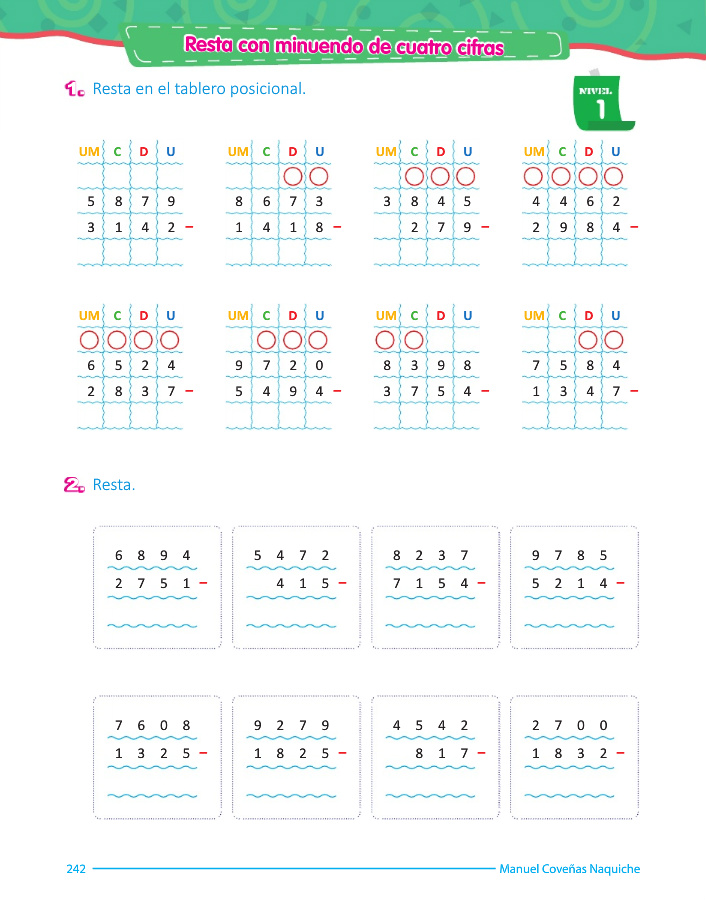 Resta con minuendo de cuatro cifras
1. Resta en el tablero posicional.
NIVEL
1
UM C D U
5 8 7 9
3 1 4 2 –
UM C D U
8 6 7 3
1 4 1 8 –
UM C D U
3 8 4 5
2 7 9 –
UM C D U
4 4 6 2
2 9 8 4 –
UM C D U
6 5 2 4
2 8 3 7 –
UM C D U
9 7 2 0
5 4 9 4 –
UM C D U
8 3 9 8
3 7 5 4 –
UM C D U
7 5 8 4
1 3 4 7 –
2. Resta.
6 8 9 4
2 7 5 1 –
5 4 7 2
4 1 5 –
8 2 3 7
7 1 5 4 –
9 7 8 5
5 2 1 4 –
7 6 0 8
1 3 2 5 –
9 2 7 9
1 8 2 5 –
4 5 4 2
8 1 7 –
2 7 0 0
1 8 3 2 –
242
Manuel Coveñas Naquiche